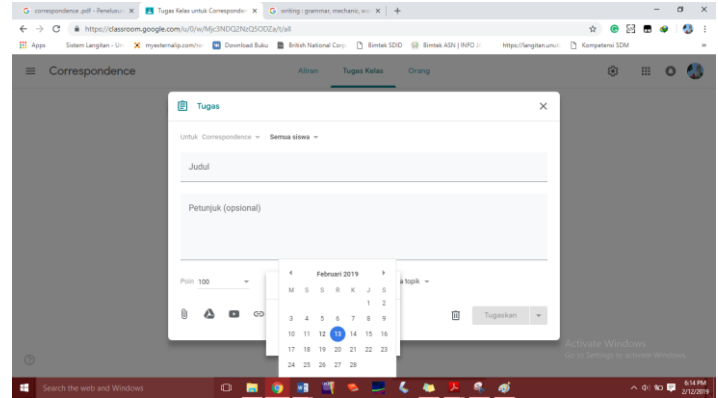 correspondence .pdf - Penelusur
Tugas Kelas untuk Corresponden
writing : grammar, mechanic, wo
https://classroom.google.com/u/0/w/Mjc3NDQ2NzQ5ODZa/t/all
Apps
Sistem Langitan - Un
myexternalip.com/ra
Download Buku
British National Corp
Bimtek SDID
Bimtek ASN | INFO
https://langitan.unai
Kompetensi SDM
Correspondence
Aliran
Tugas Kelas
Orang
Tugas
Untuk Correspondence
Semua siswa
Judul
Petunjuk (opsional)
Poin 100
topik
Februari 2019
M S S R K J S
1 2
3 4 5 6 7 8 9
10 11 12 13 14 15 16
17 18 19 20 21 22 23
24 25 26 27 28
Tugaskan
Activate Windows
Go to Settings to activate Windows.
Search the web and Windows
6:14 PM
2/12/2019